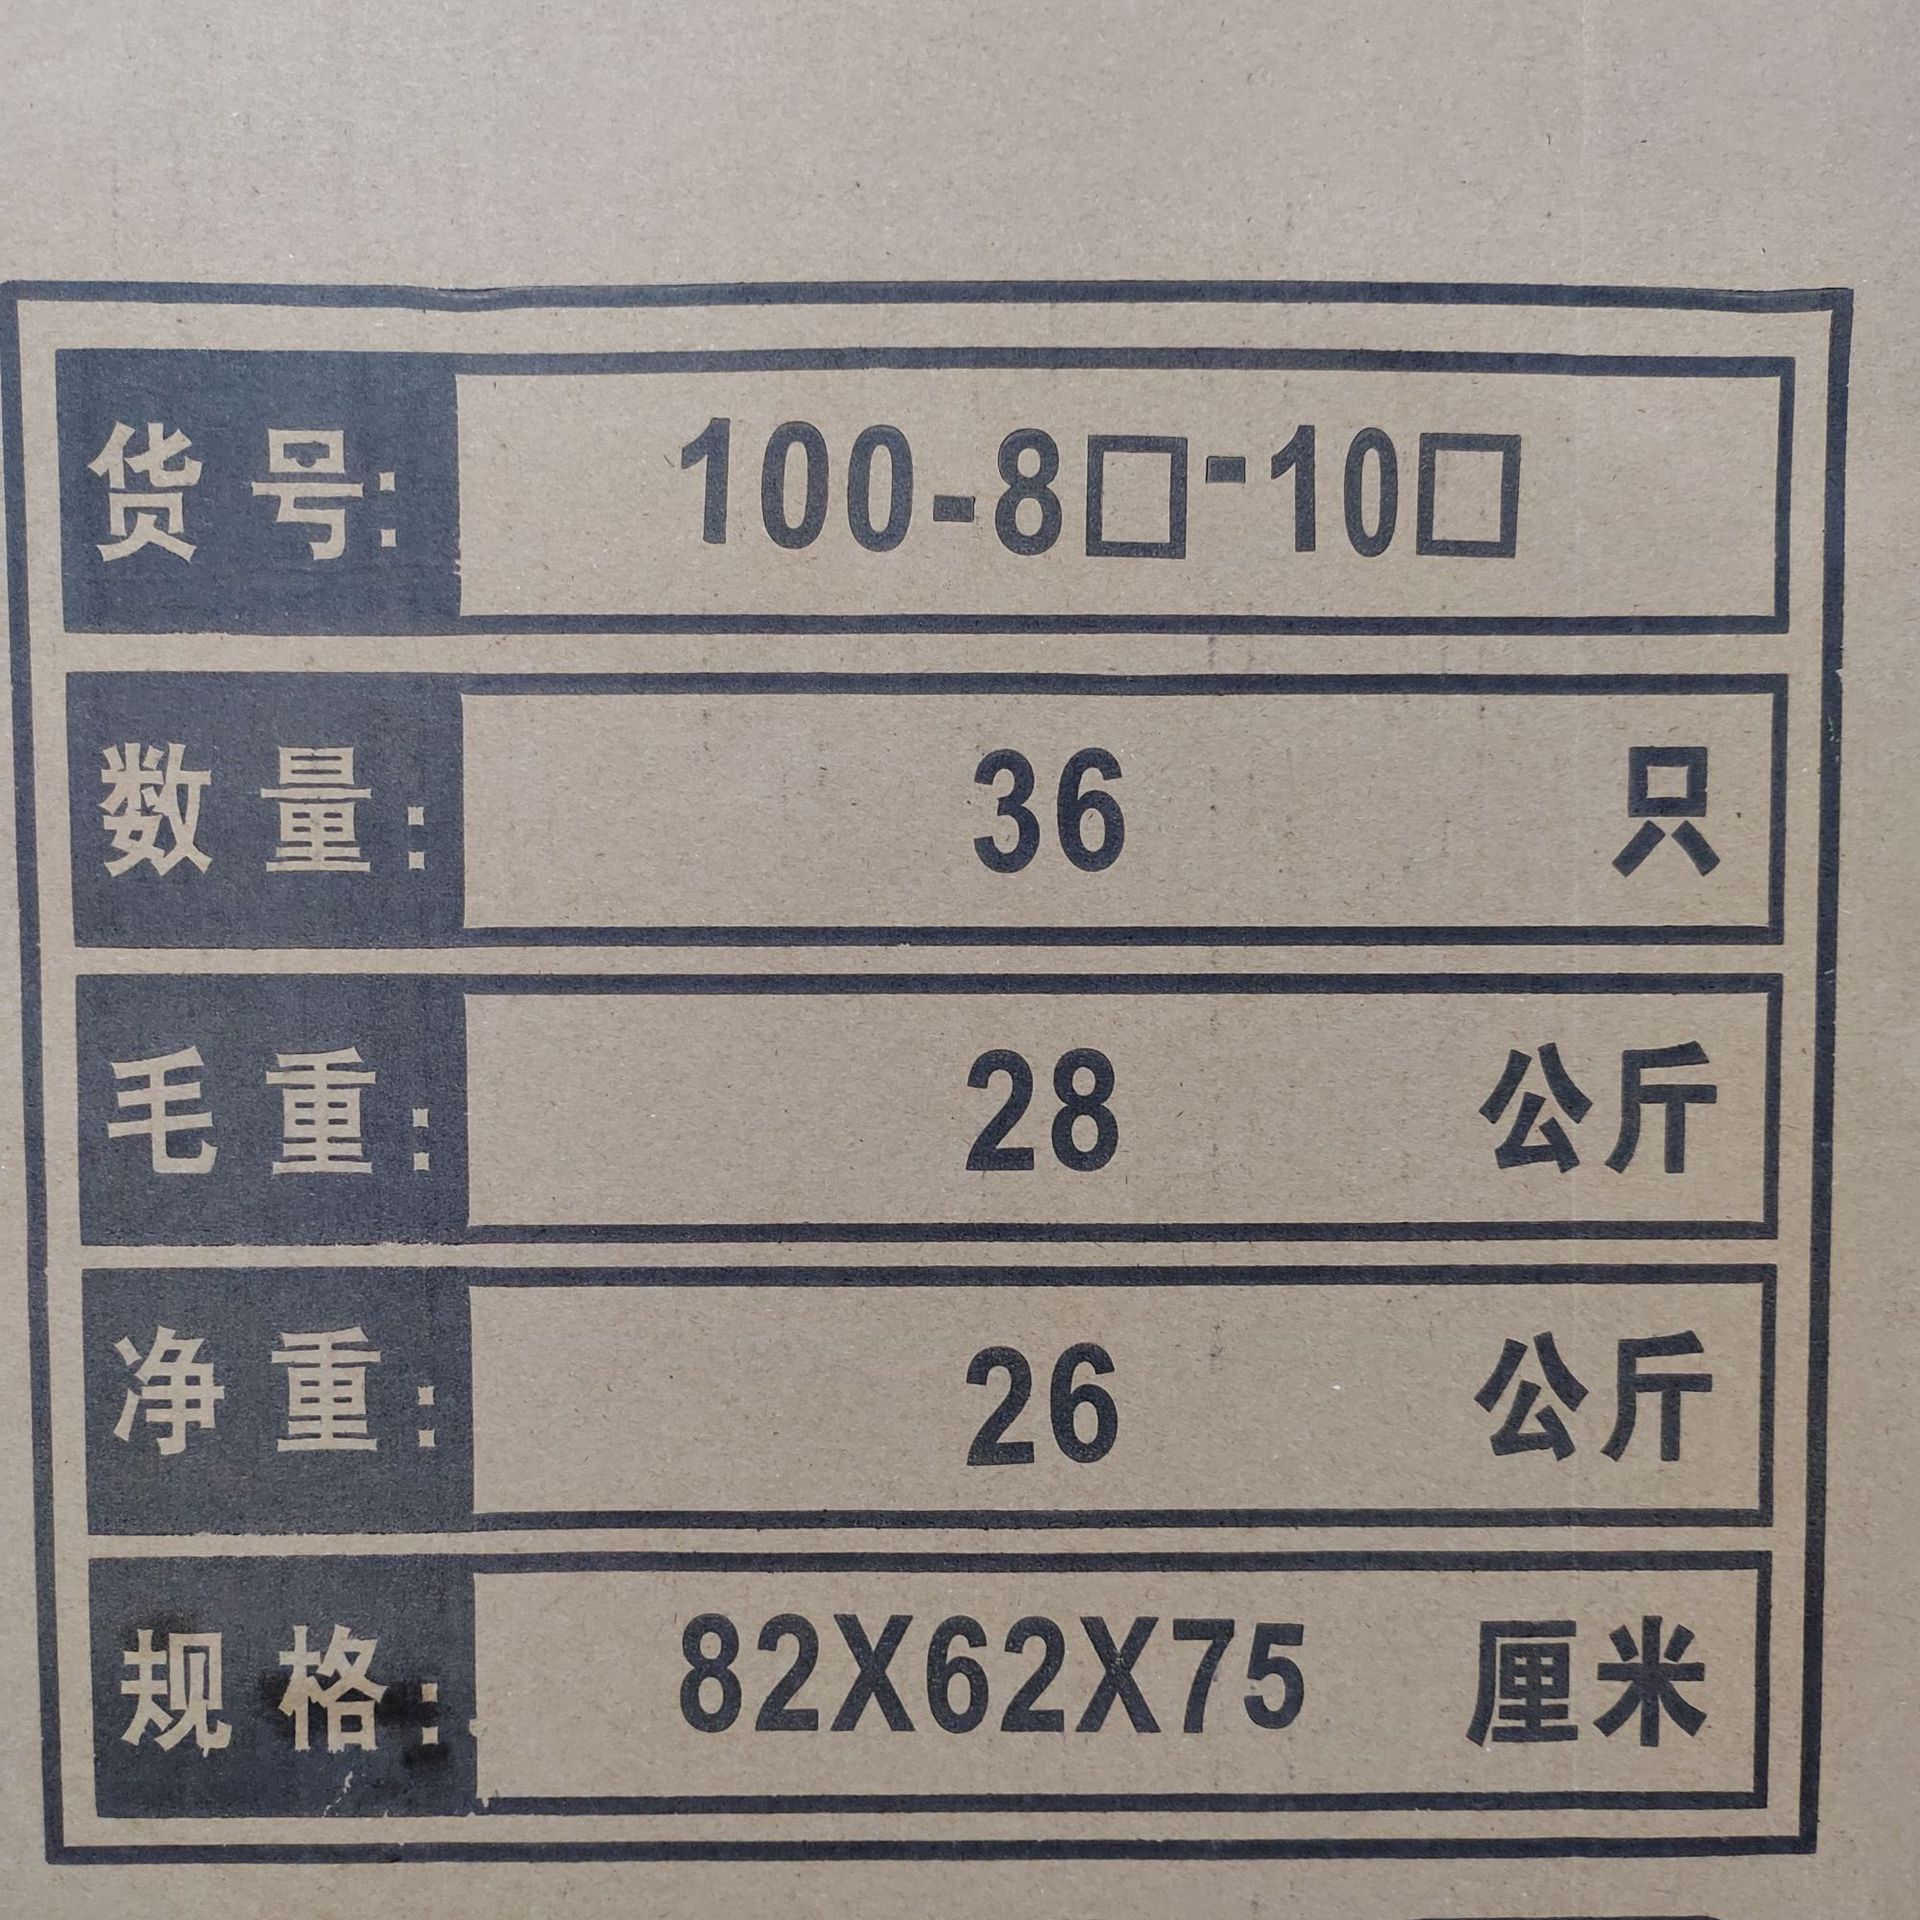 货号: 100-8□-10□
数量: 36 只
毛重: 28 公斤
净重: 26 公斤
规格: 82X62X75 厘米